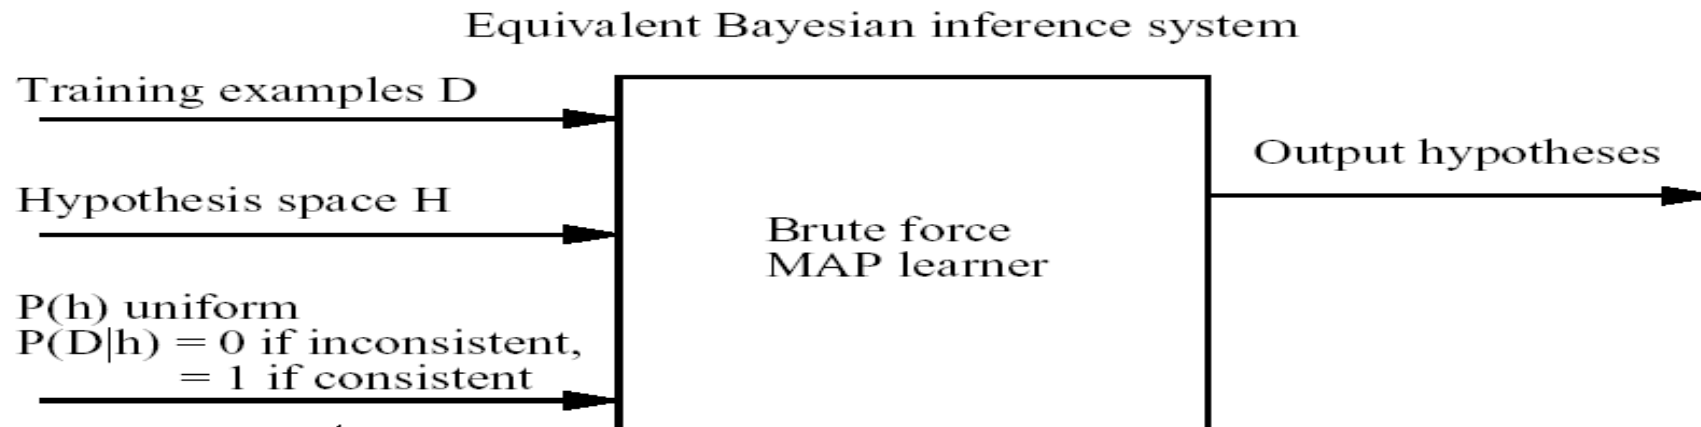 Equivalent Bayesian inference system
Training examples D
Hypothesis space H
P(h) uniform
P(D|h) = 0 if inconsistent,
= 1 if consistent
Brute force
MAP learner
Output hypotheses